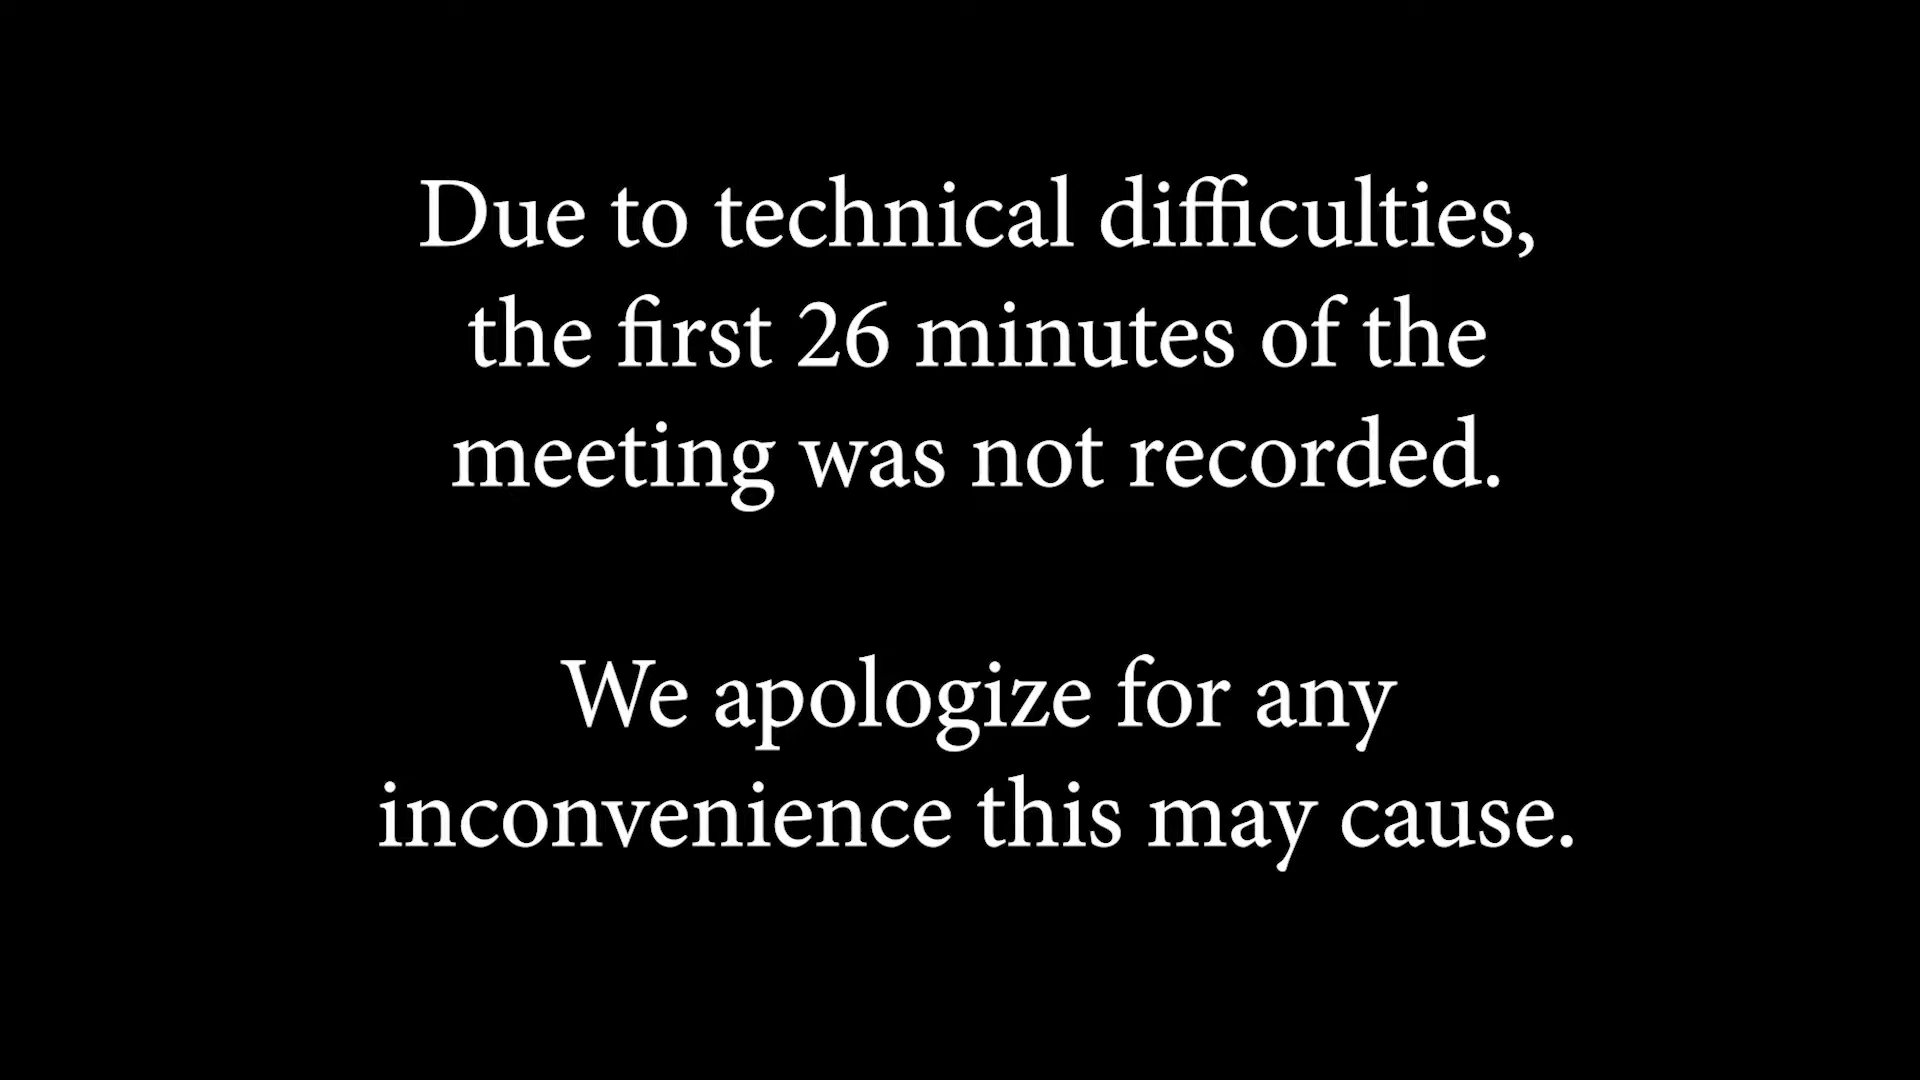 Due to technical difficulties,
the first 26 minutes of the
meeting was not recorded.
We apologize for any
inconvenience this may cause.